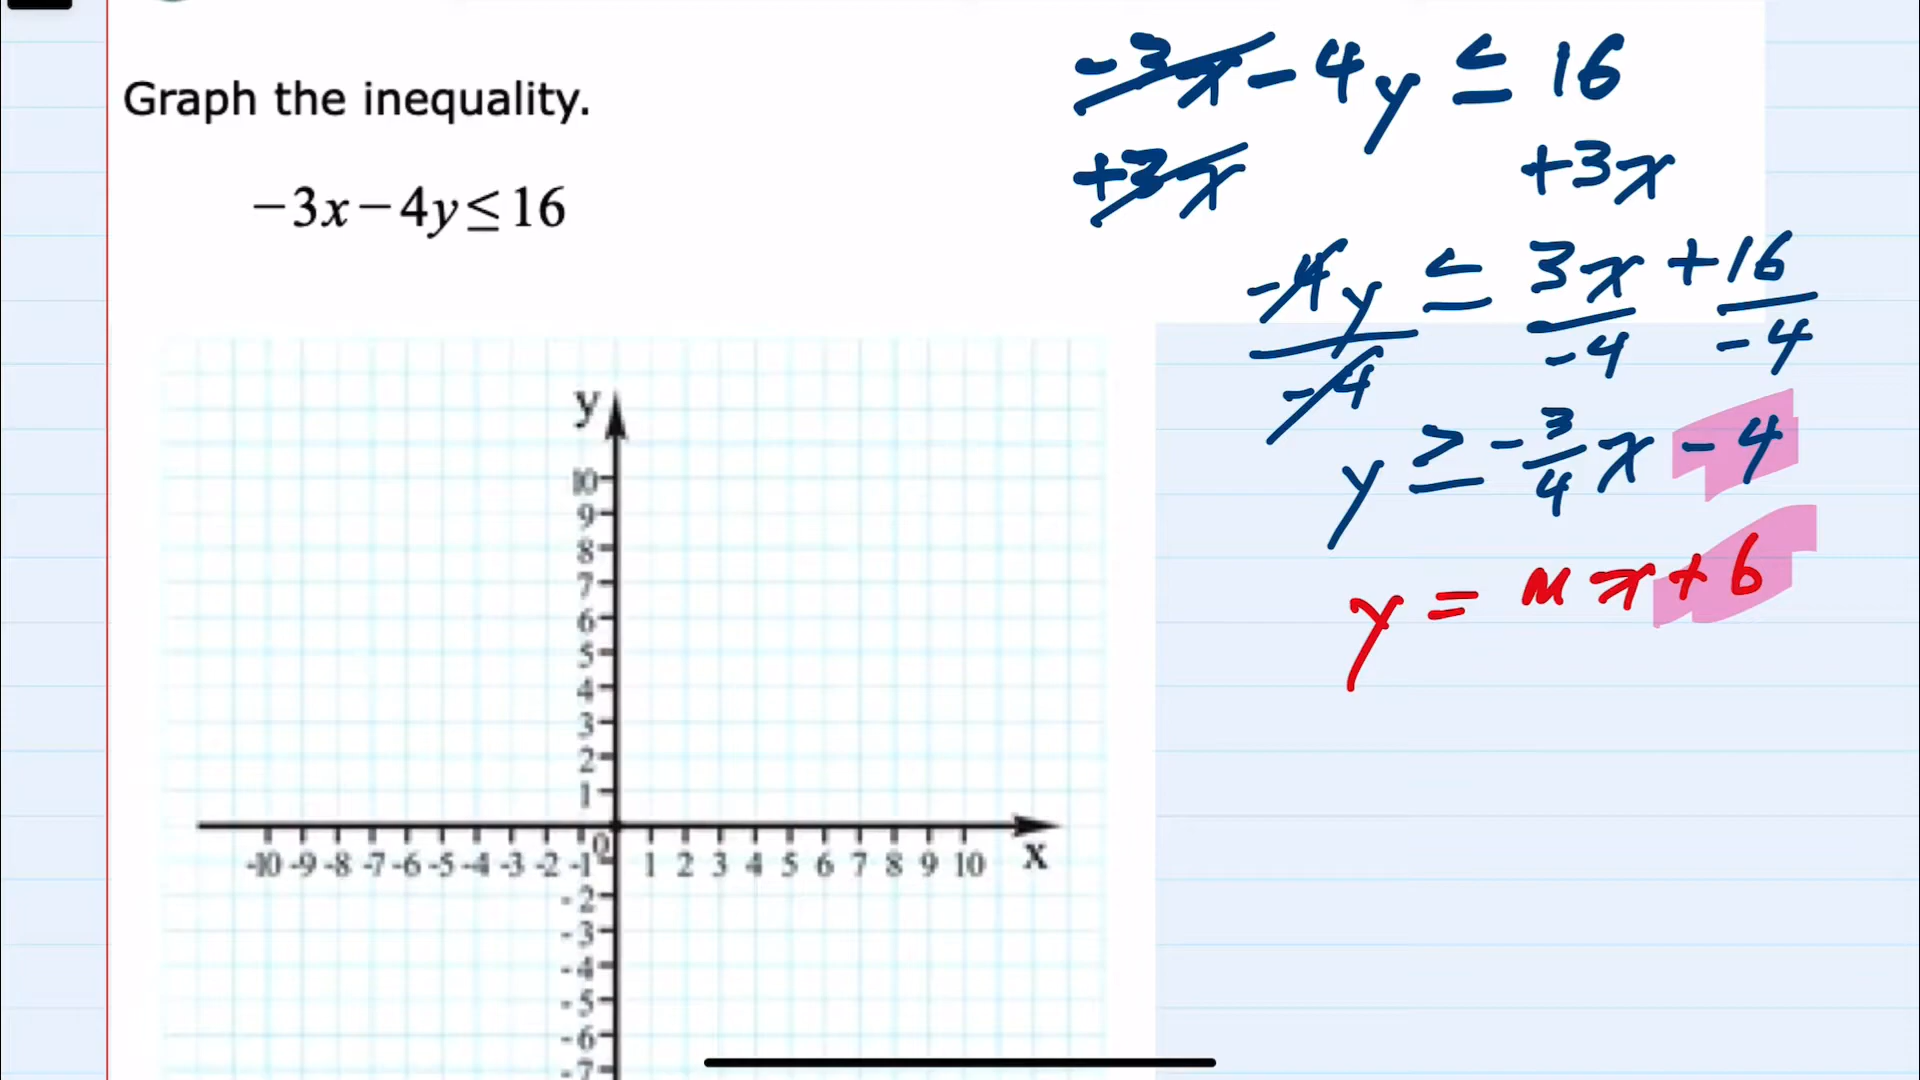 Graph the inequality.
−3x−4y≤16
-3x - 4y ≤ 16
+3x +3x
-4y ≤ 3x + 16
-4 -4 -4
y ≥ -3/4 x - 4
y = mx + b
y
10
9
8
7
6
5
4
3
2
1
0
-10 -9 -8 -7 -6 -5 -4 -3 -2 -1 1 2 3 4 5 6 7 8 9 10 x
-2
-3
-4
-5
-6
-7